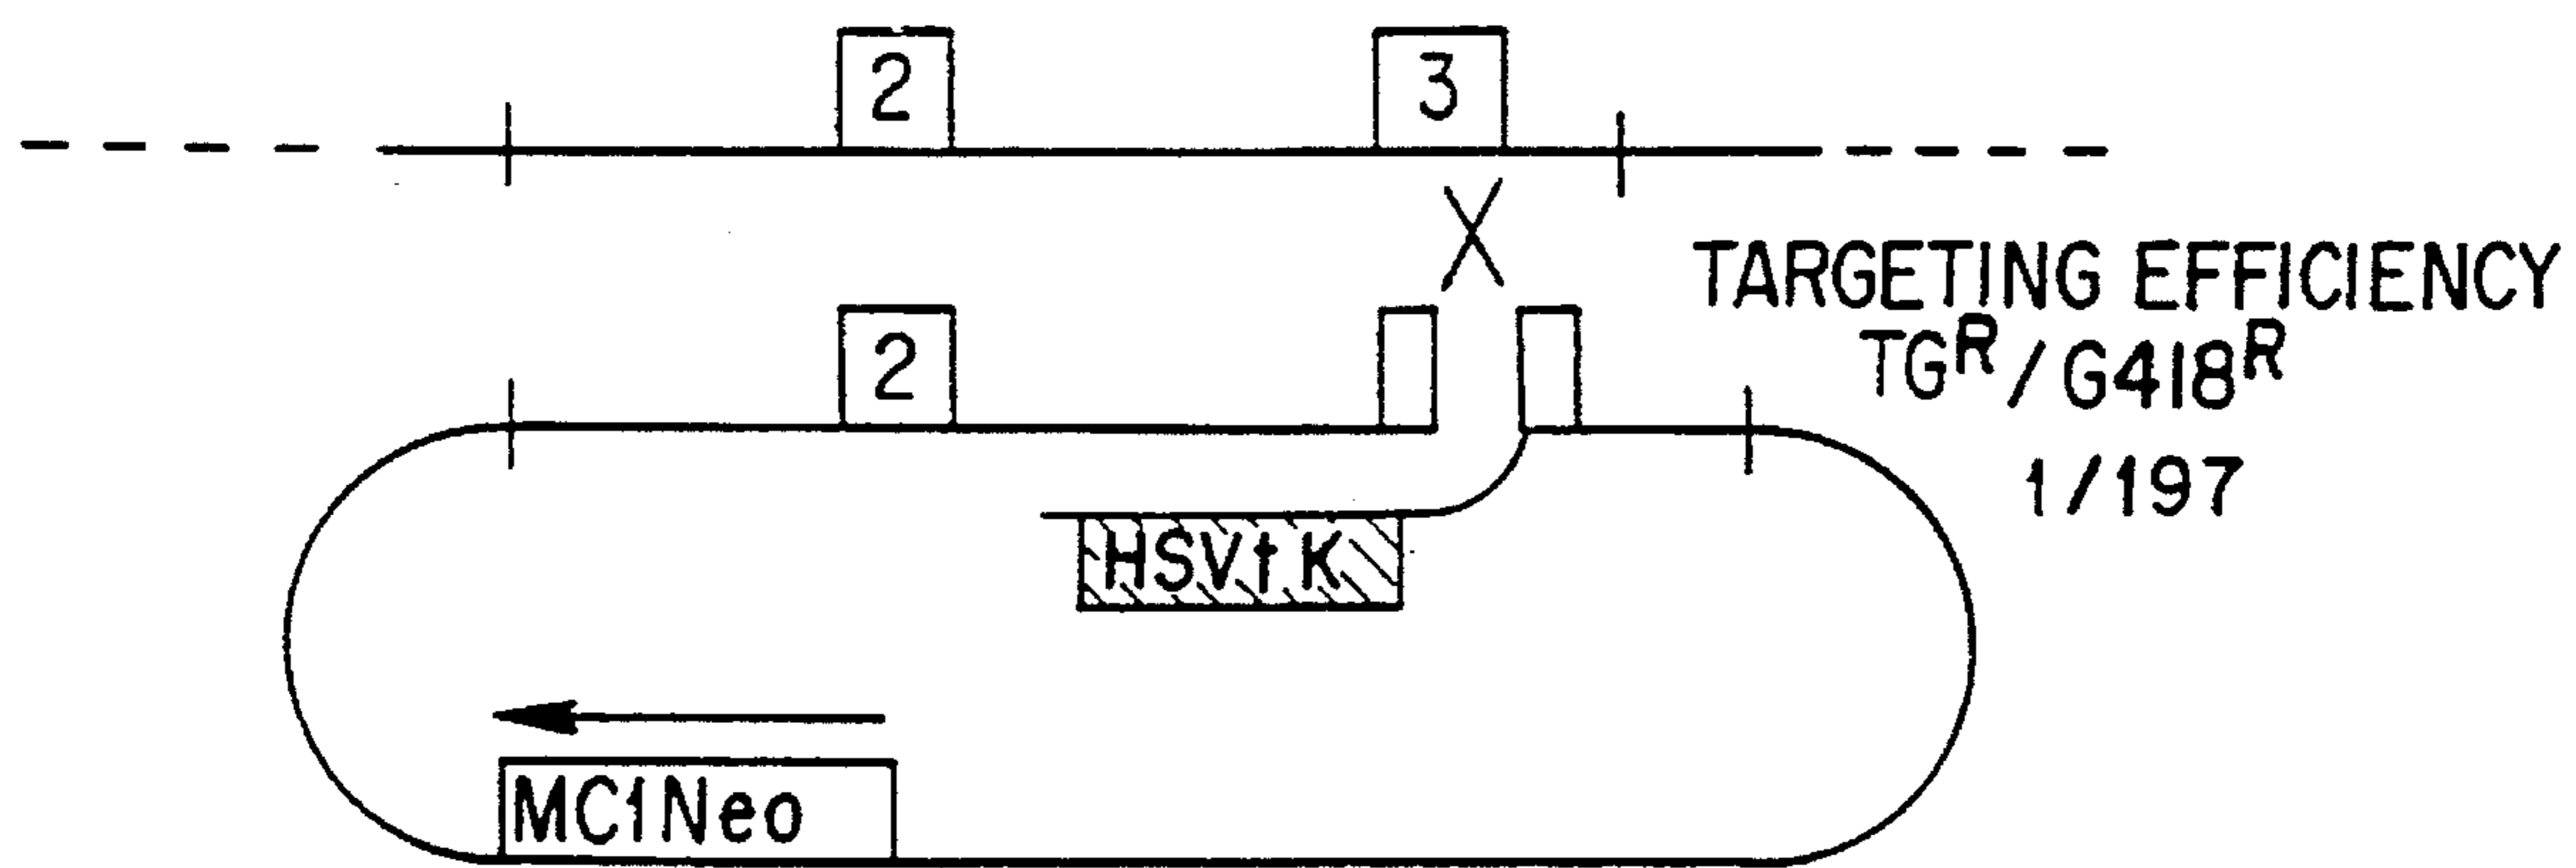 2 3
TARGETING EFFICIENCY
TGᴿ/G418ᴿ
1/197
2
HSVtK
MC1Neo